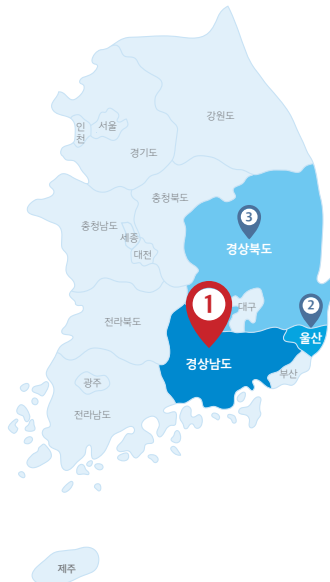 강원도
인
천
서울
경기도
충청북도
충청남도
세종
대전
3
경상북도
1
대구
2
울산
전라북도
경상남도
부산
광주
전라남도
제주